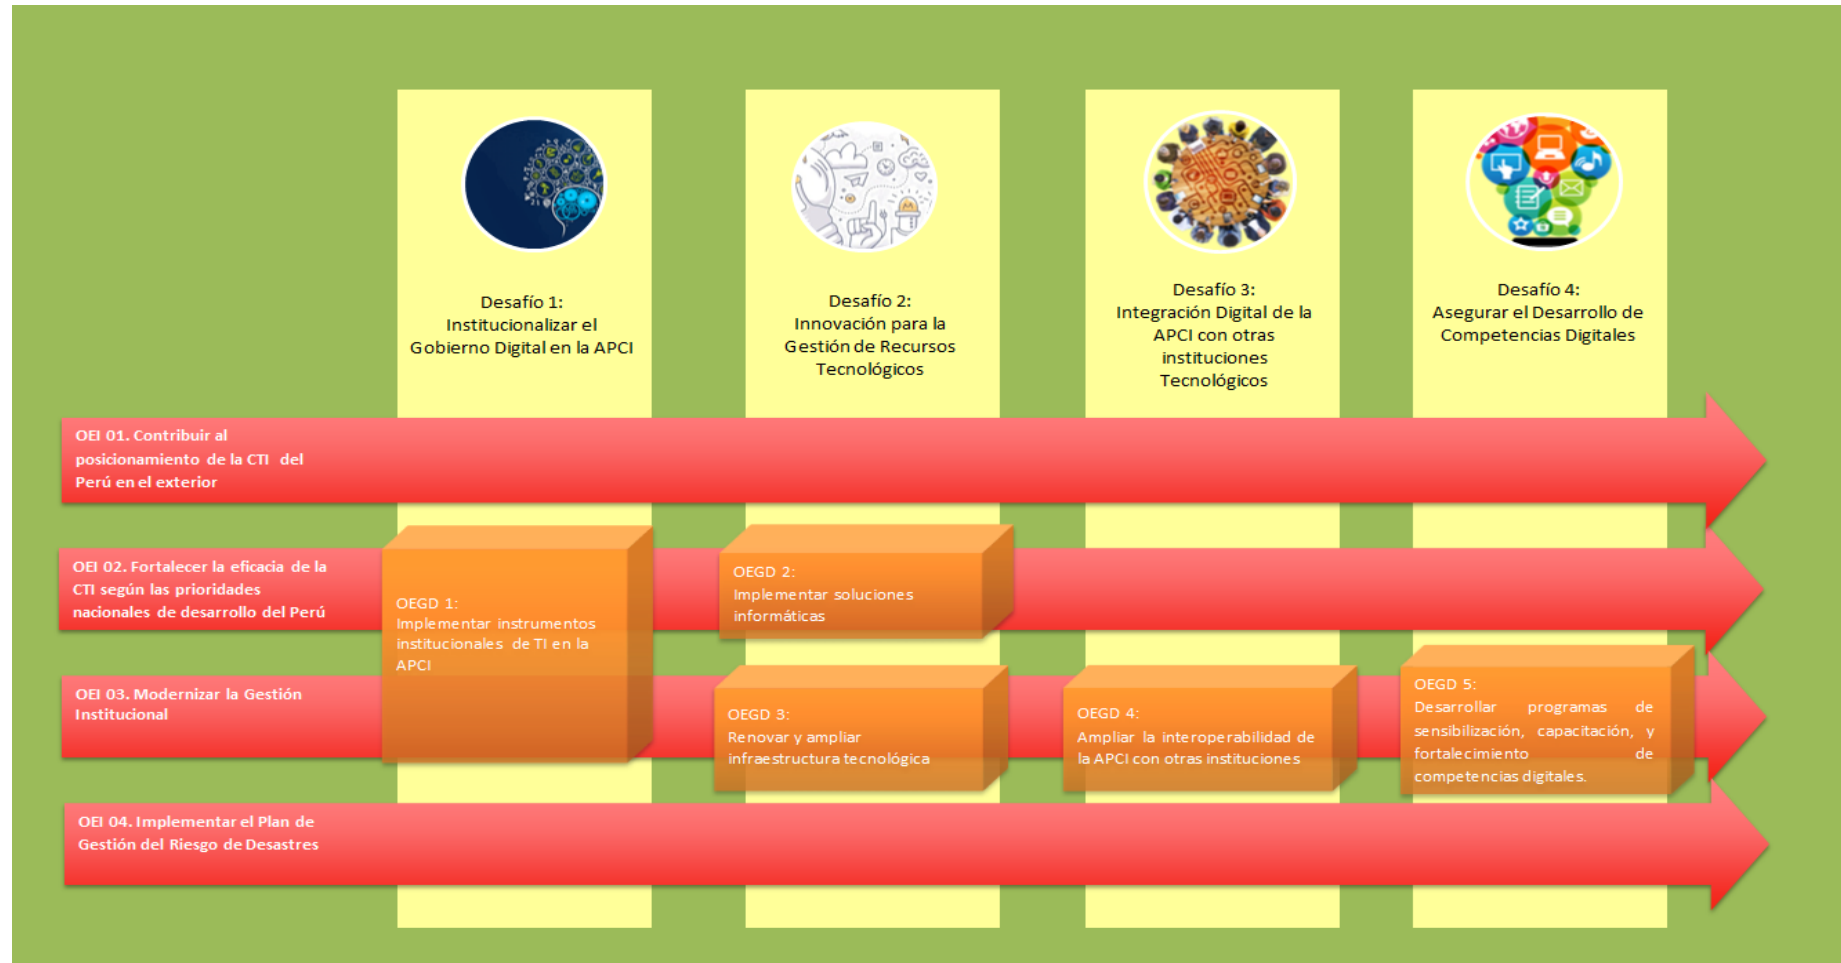 Desafío 1:
Institucionalizar el
Gobierno Digital en la APCI
Desafío 2:
Innovación para la
Gestión de Recursos
Tecnológicos
Desafío 3:
Integración Digital de la
APCI con otras
instituciones
Tecnológicos
Desafío 4:
Asegurar el Desarrollo de
Competencias Digitales
OEI 01. Contribuir al
posicionamiento de la CTI del
Perú en el exterior
OEI 02. Fortalecer la eficacia de la
CTI según las prioridades
nacionales de desarrollo del Perú
OEGD 1:
Implementar instrumentos
institucionales de TI en la
APCI
OEGD 2:
Implementar soluciones
informáticas
OEI 03. Modernizar la Gestión
Institucional
OEGD 3:
Renovar y ampliar
infraestructura tecnológica
OEGD 4:
Ampliar la interoperabilidad de
la APCI con otras instituciones
OEGD 5:
Desarrollar programas de
sensibilización, capacitación, y
fortalecimiento de
competencias digitales.
OEI 04. Implementar el Plan de
Gestión del Riesgo de Desastres